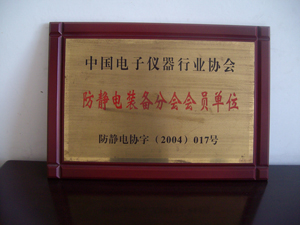 中国电子仪器行业协会
防静电装备分会会员单位
防静电协字（2004）017号